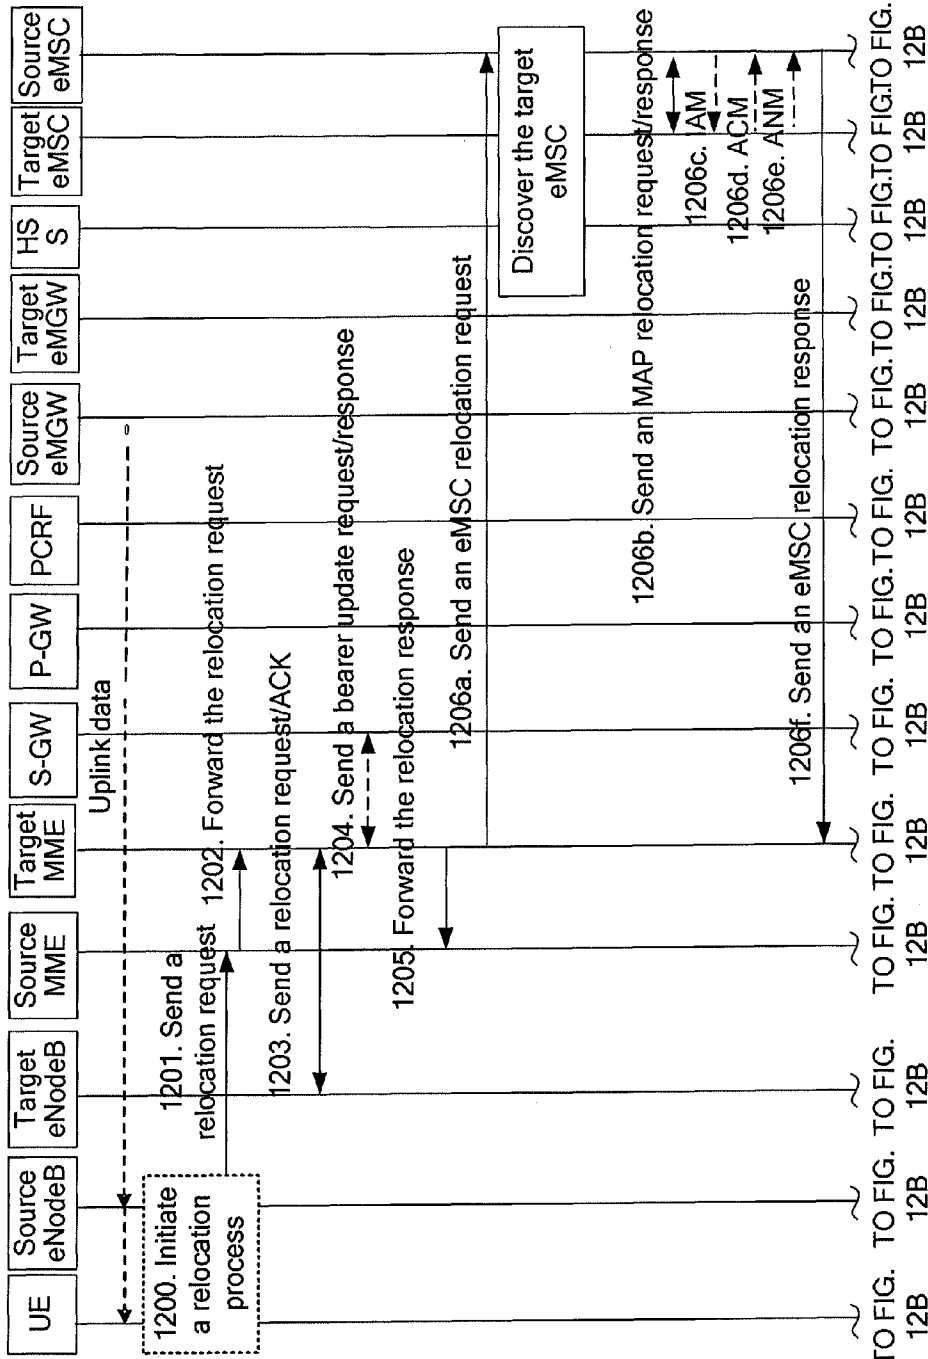 UE
Source
eNodeB
Target
eNodeB
Source
MME
Target
MME
S-GW
P-GW
PCRF
Source
eMGW
Target
eMGW
HS
S
Target
eMSC
Source
eMSC
Uplink data
1200. Initiate
a relocation
process
1201. Send a
relocation request
1202. Forward the relocation request
1203. Send a relocation request/ACK
1204. Send a bearer update request/response
1205. Forward the relocation response
1206a. Send an eMSC relocation request
Discover the target
eMSC
1206b. Send an MAP relocation request/response
1206c. AM
1206d. ACM
1206e. ANM
1206f. Send an eMSC relocation response
TO FIG.
12B
TO FIG.
12B
TO FIG.
12B
TO FIG.
12B
TO FIG.
12B
TO FIG.
12B
TO FIG.
12B
TO FIG.
12B
TO FIG.
12B
TO FIG.
12B
TO FIG.
12B
TO FIG.
12B
TO FIG.
12B